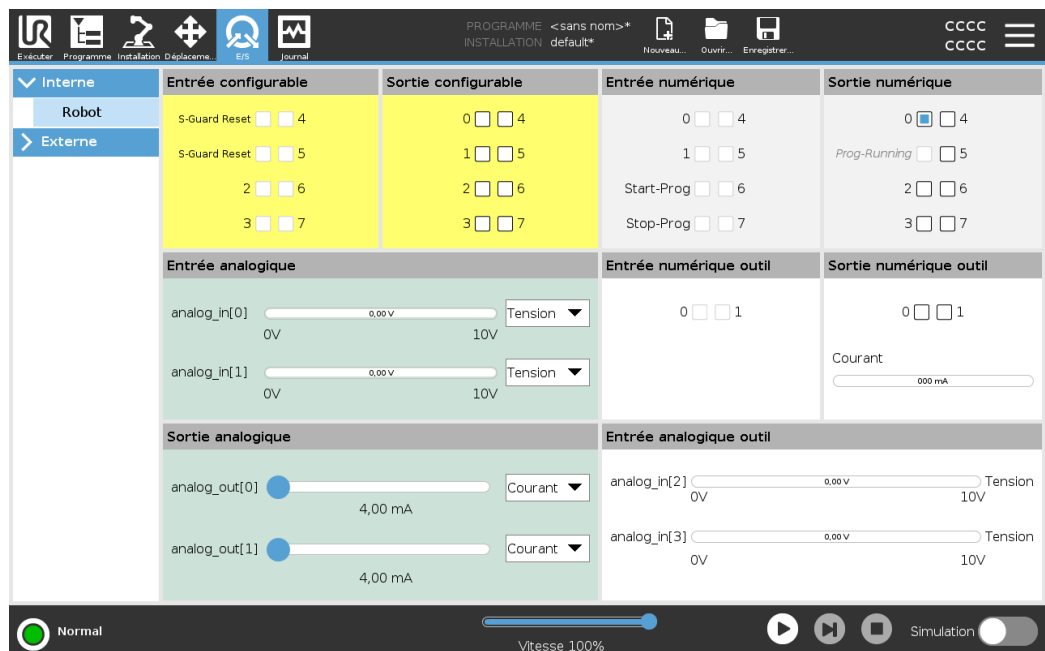 UR
PROGRAMME <sans nom>*
INSTALLATION default*
CCCC
CCCC
Exécuter Programme Installation Déplaceme... E/S Journal Nouveau... Ouvrir... Enregistrer...
Interne
Robot
Externe
Entrée configurable
S-Guard Reset 4
S-Guard Reset 5
2 6
3 7
Sortie configurable
0 4
1 5
2 6
3 7
Entrée numérique
0 4
1 5
Start-Prog 6
Stop-Prog 7
Sortie numérique
0 4
Prog-Running 5
2 6
3 7
Entrée analogique
analog_in[0] 0,00 V Tension
0V 10V
analog_in[1] 0,00 V Tension
0V 10V
Entrée numérique outil
0 1
Sortie numérique outil
0 1
Courant
000 mA
Sortie analogique
analog_out[0] Courant
4,00 mA
analog_out[1] Courant
4,00 mA
Entrée analogique outil
analog_in[2] 0,00 V Tension
0V 10V
analog_in[3] 0,00 V Tension
0V 10V
Normal
Vitesse 100%
Simulation